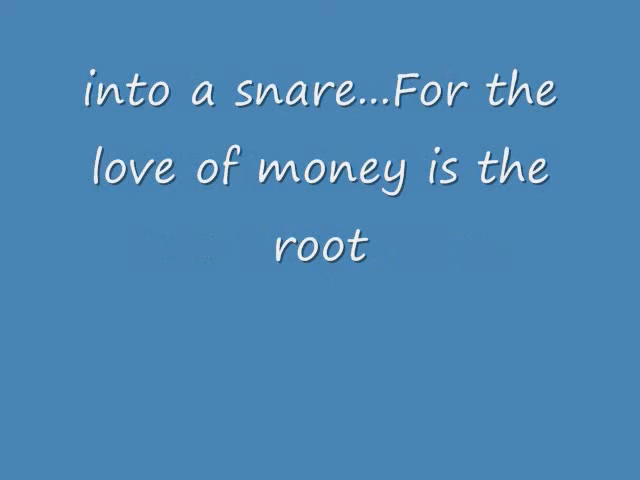 into a snare...For the
love of money is the
root